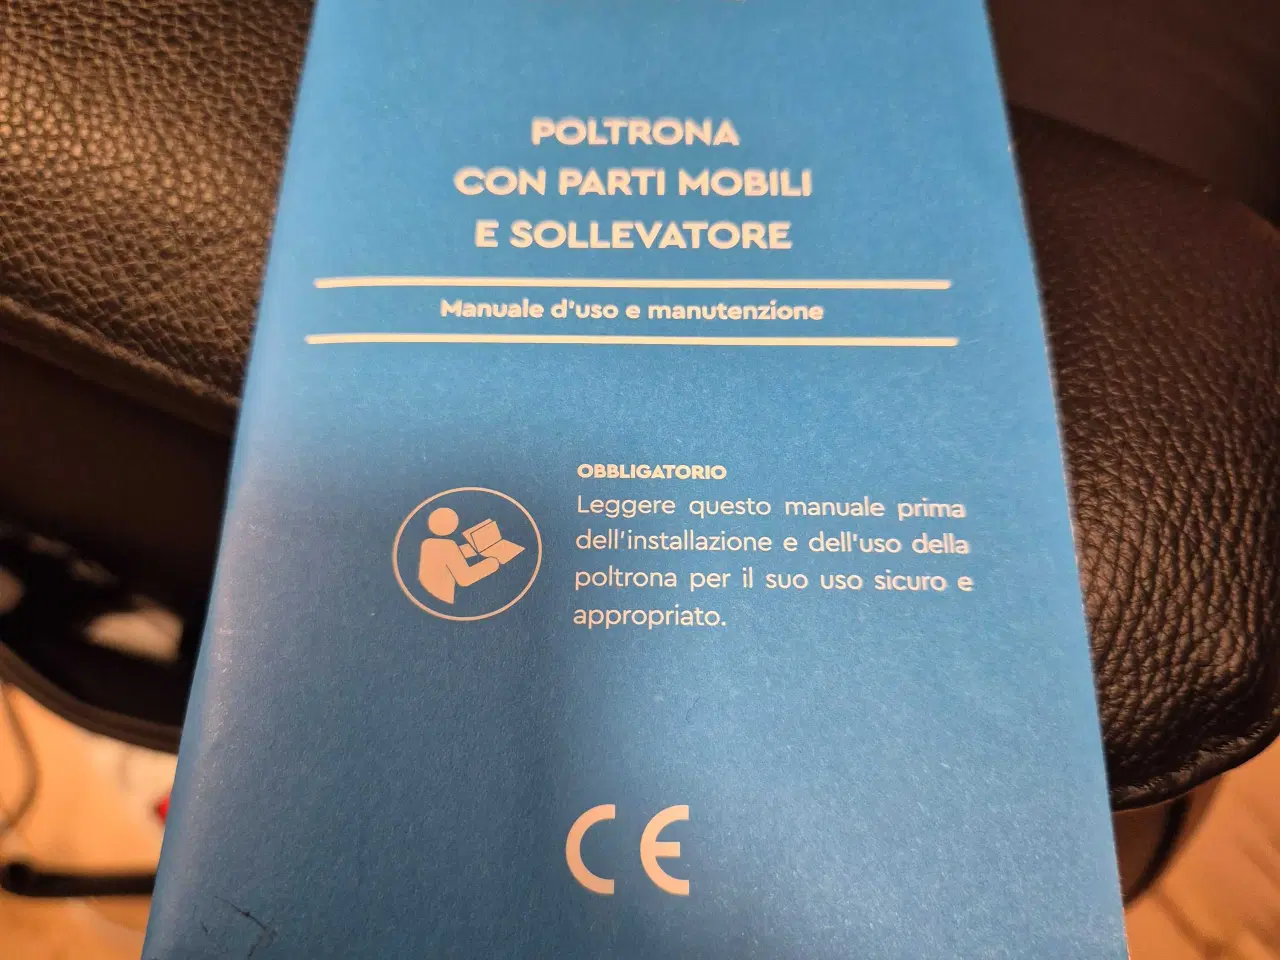 POLTRONA
CON PARTI MOBILI
E SOLLEVATORE
Manuale d'uso e manutenzione
OBBLIGATORIO
Leggere questo manuale prima
dell'installazione e dell'uso della
poltrona per il suo uso sicuro e
appropriato.
CE